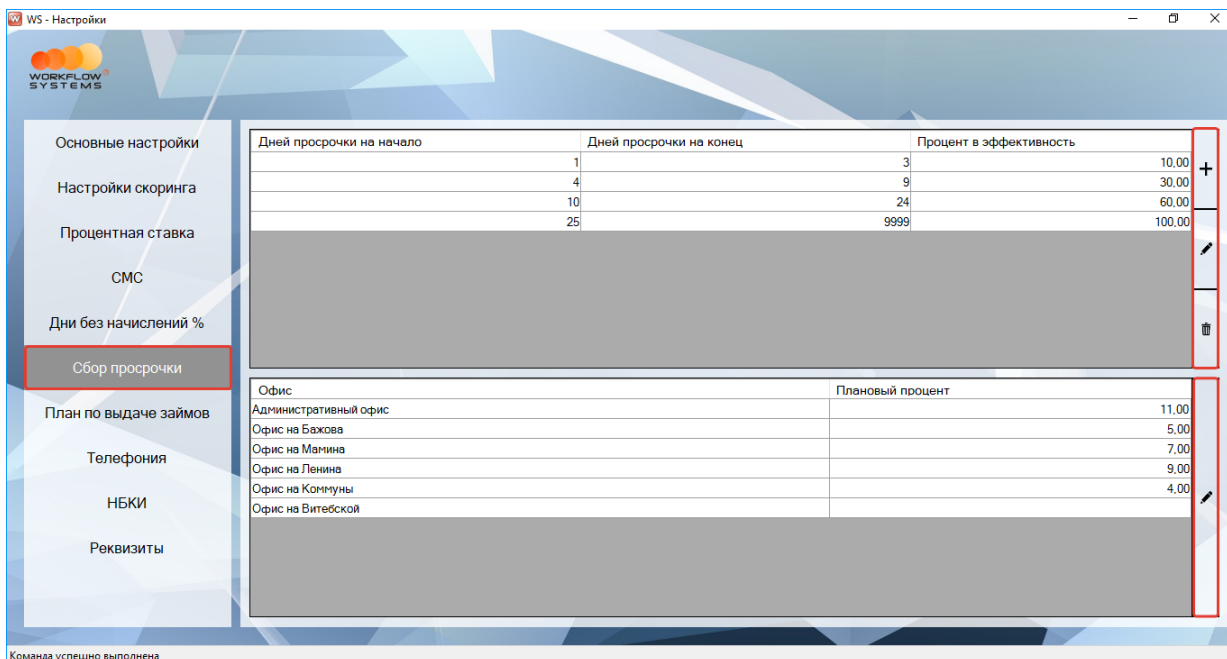 WS - Настройки
WORKFLOW
SYSTEMS
Основные настройки
Настройки скоринга
Процентная ставка
СМС
Дни без начислений %
Сбор просрочки
План по выдаче займов
Телефония
НБКИ
Реквизиты
Дней просрочки на начало Дней просрочки на конец Процент в эффективность
1 3 10,00
4 9 30,00
10 24 60,00
25 9999 100,00
Офис Плановый процент
Административный офис 11,00
Офис на Бажова 5,00
Офис на Мамина 7,00
Офис на Ленина 9,00
Офис на Коммуны 4,00
Офис на Витебской
Команда успешно выполнена